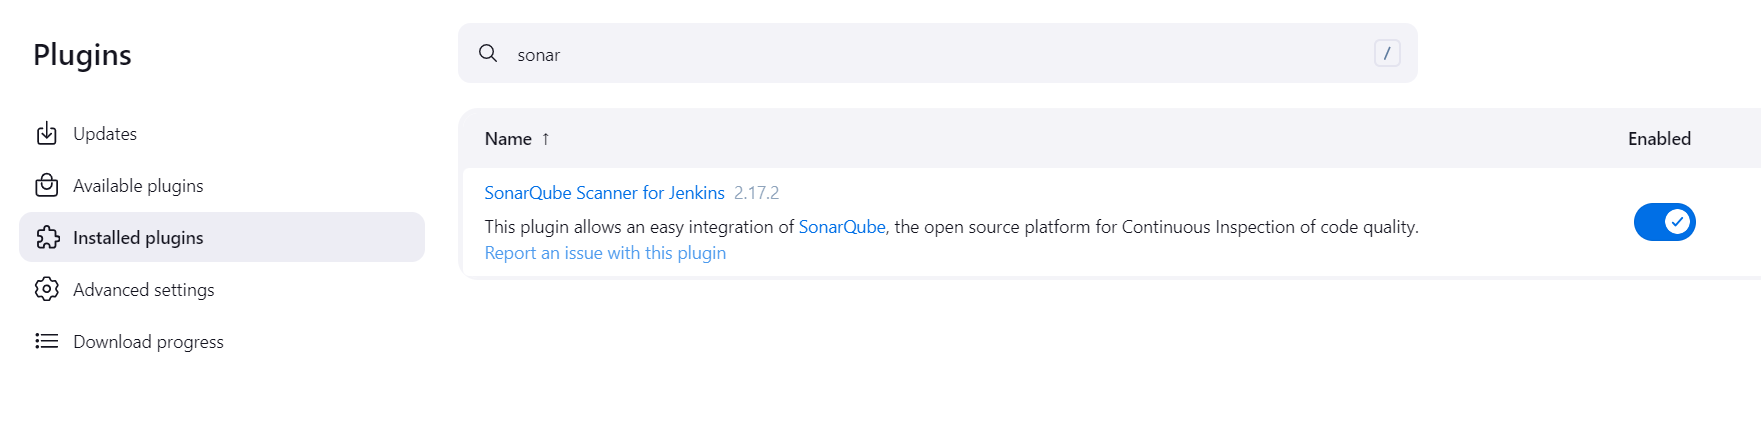 Plugins
sonar
/
Updates
Available plugins
Installed plugins
Advanced settings
Download progress
Name ↑ Enabled
SonarQube Scanner for Jenkins 2.17.2
This plugin allows an easy integration of SonarQube, the open source platform for Continuous Inspection of code quality.
Report an issue with this plugin